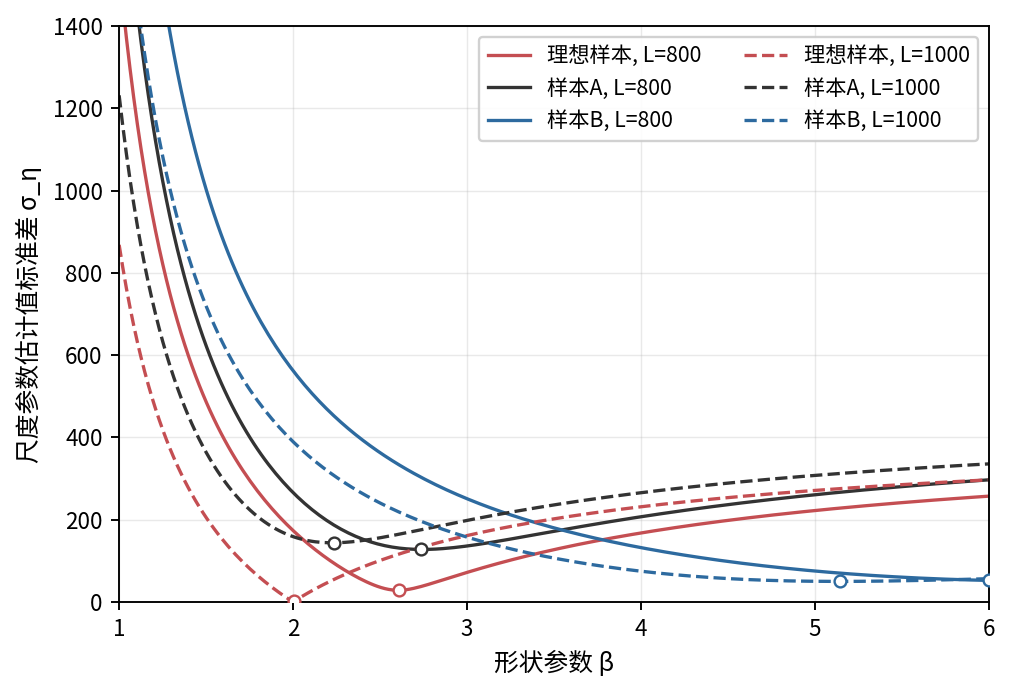 理想样本, L=800
样本A, L=800
样本B, L=800
理想样本, L=1000
样本A, L=1000
样本B, L=1000
尺度参数估计值标准差 σ_η
1400
1200
1000
800
600
400
200
0
1
2
3
4
5
6
形状参数 β